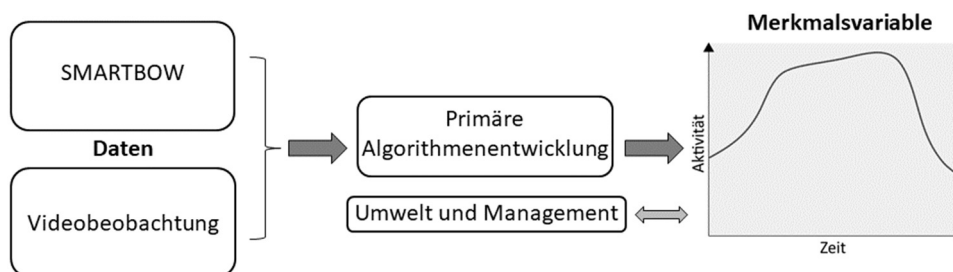 SMARTBOW
Daten
Videobeobachtung
Primäre
Algorithmenentwicklung
Umwelt und Management
Merkmalsvariable
Aktivität
Zeit